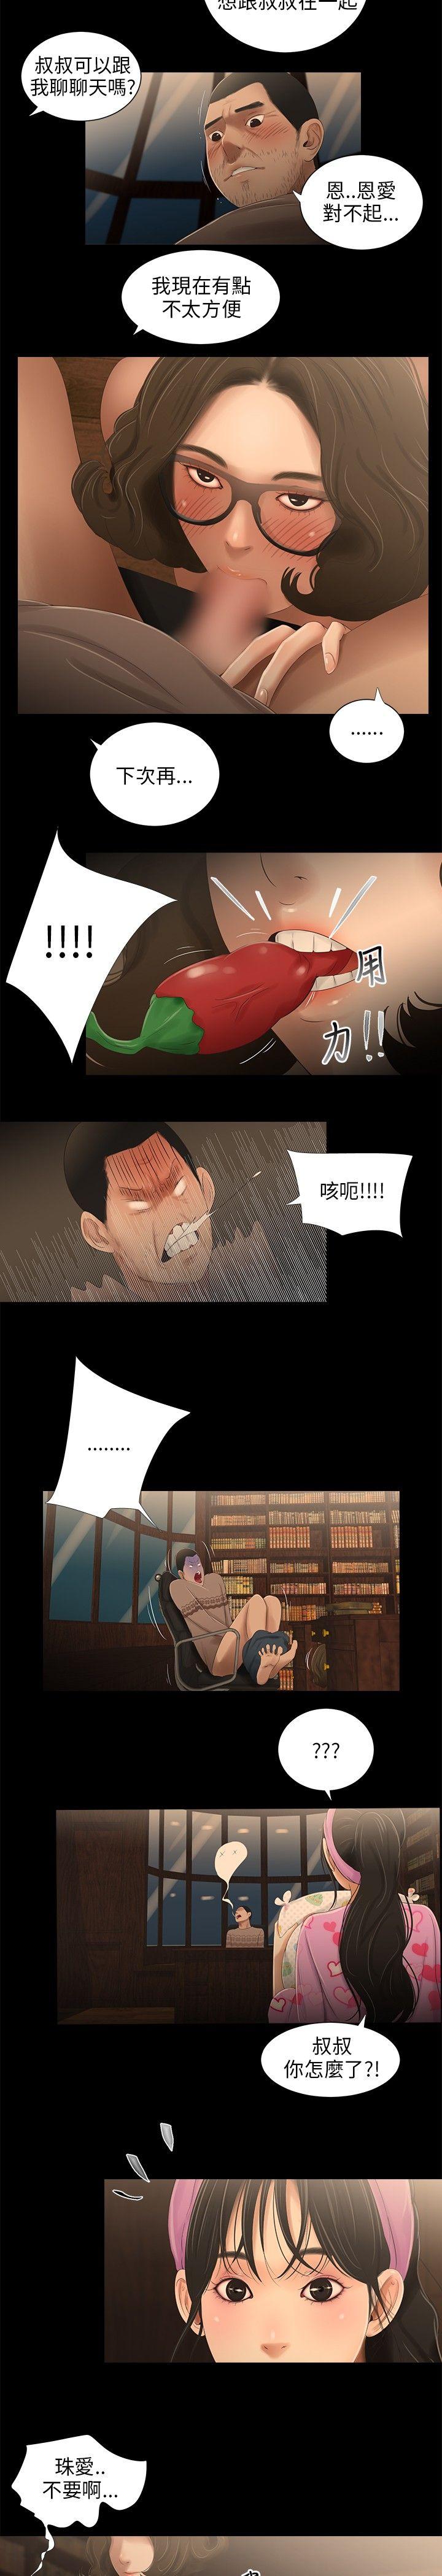 想跟叔叔在一起
叔叔可以跟
我聊聊天嗎?
恩..恩愛
對不起...
我現在有點
不太方便
......
下次再...
!!!!
用
力!!
咳呃!!!!
........
???
叔叔
你怎麼了?!
珠愛..
不要啊...